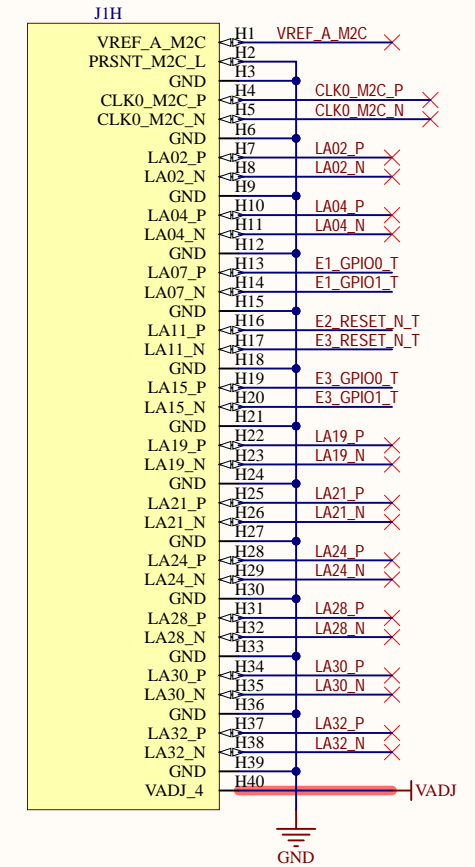 J1H
VREF_A_M2C H1 VREF_A_M2C
PRSNT_M2C_L H2
GND H3
CLK0_M2C_P H4 CLK0_M2C_P
CLK0_M2C_N H5 CLK0_M2C_N
GND H6
LA02_P H7 LA02_P
LA02_N H8 LA02_N
GND H9
LA04_P H10 LA04_P
LA04_N H11 LA04_N
GND H12
LA07_P H13 E1_GPIO0_T
LA07_N H14 E1_GPIO1_T
GND H15
LA11_P H16 E2_RESET_N_T
LA11_N H17 E3_RESET_N_T
GND H18
LA15_P H19 E3_GPIO0_T
LA15_N H20 E3_GPIO1_T
GND H21
LA19_P H22 LA19_P
LA19_N H23 LA19_N
GND H24
LA21_P H25 LA21_P
LA21_N H26 LA21_N
GND H27
LA24_P H28 LA24_P
LA24_N H29 LA24_N
GND H30
LA28_P H31 LA28_P
LA28_N H32 LA28_N
GND H33
LA30_P H34 LA30_P
LA30_N H35 LA30_N
GND H36
LA32_P H37 LA32_P
LA32_N H38 LA32_N
GND H39
VADJ_4 H40 VADJ
GND